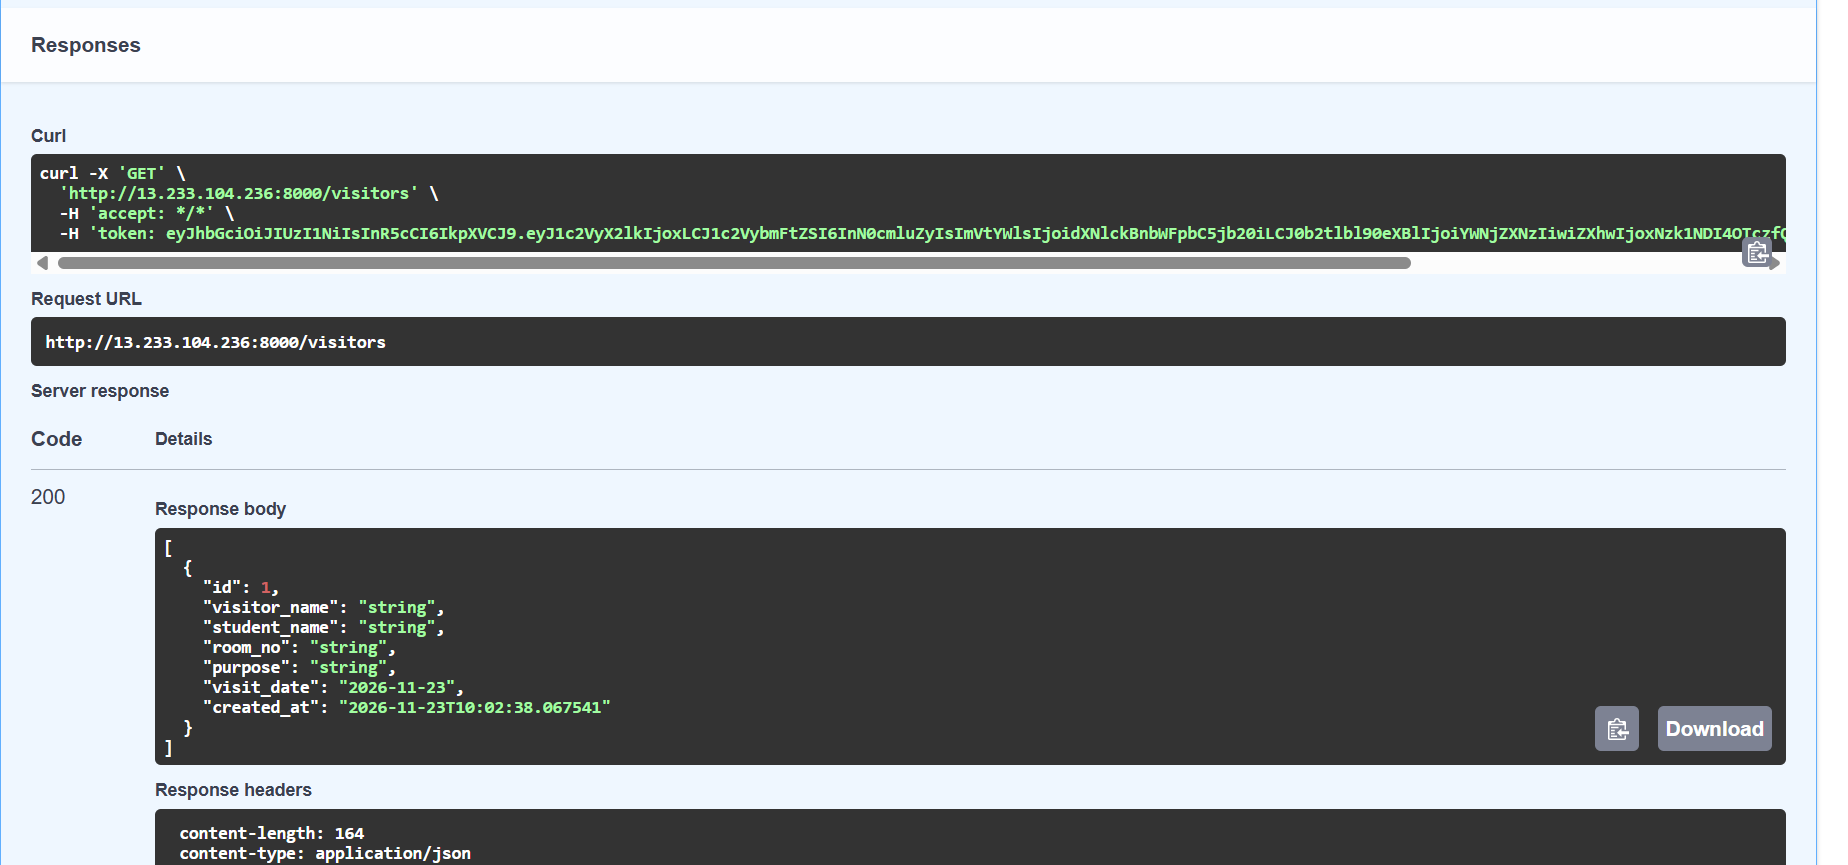 Responses
Curl
curl -X 'GET' \
'http://13.233.104.236:8000/visitors' \
-H 'accept: */*' \
-H 'token: eyJhbGciOiJIUzI1NiIsInR5cCI6IkpXVCJ9.eyJ1c2VyX2lkIjoxLCJ1c2VybmFtZSI6InN0cmluZyIsImVtYWlsIjoidXNlckBnbWFpbC5jb20iLCJ0b2tlbl90eXBlIjoiYWNjZXNzIiwiZXhwIjoxNzk1NDI4OTczfQ
Request URL
http://13.233.104.236:8000/visitors
Server response
Code Details
200
Response body
[
{
"id": 1,
"visitor_name": "string",
"student_name": "string",
"room_no": "string",
"purpose": "string",
"visit_date": "2026-11-23",
"created_at": "2026-11-23T10:02:38.067541"
}
]
Download
Response headers
content-length: 164
content-type: application/json